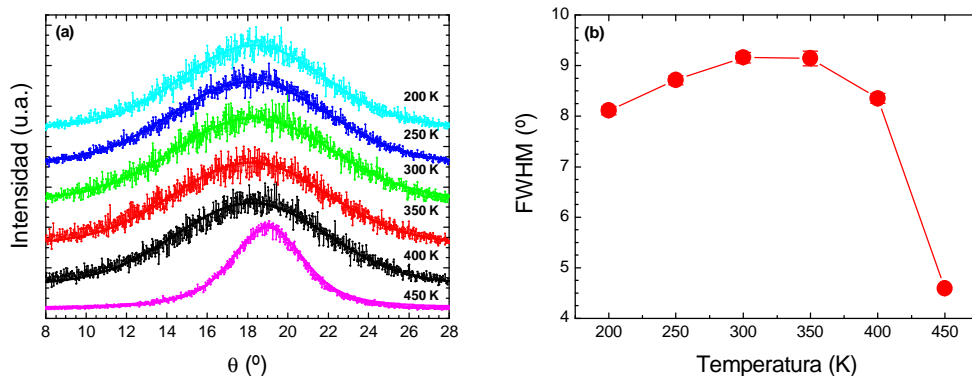 (a)
Intensidad (u.a.)
200 K
250 K
300 K
350 K
400 K
450 K
8 10 12 14 16 18 20 22 24 26 28
θ (º)
(b)
FWHM (º)
10
9
8
7
6
5
4
200 250 300 350 400 450
Temperatura (K)